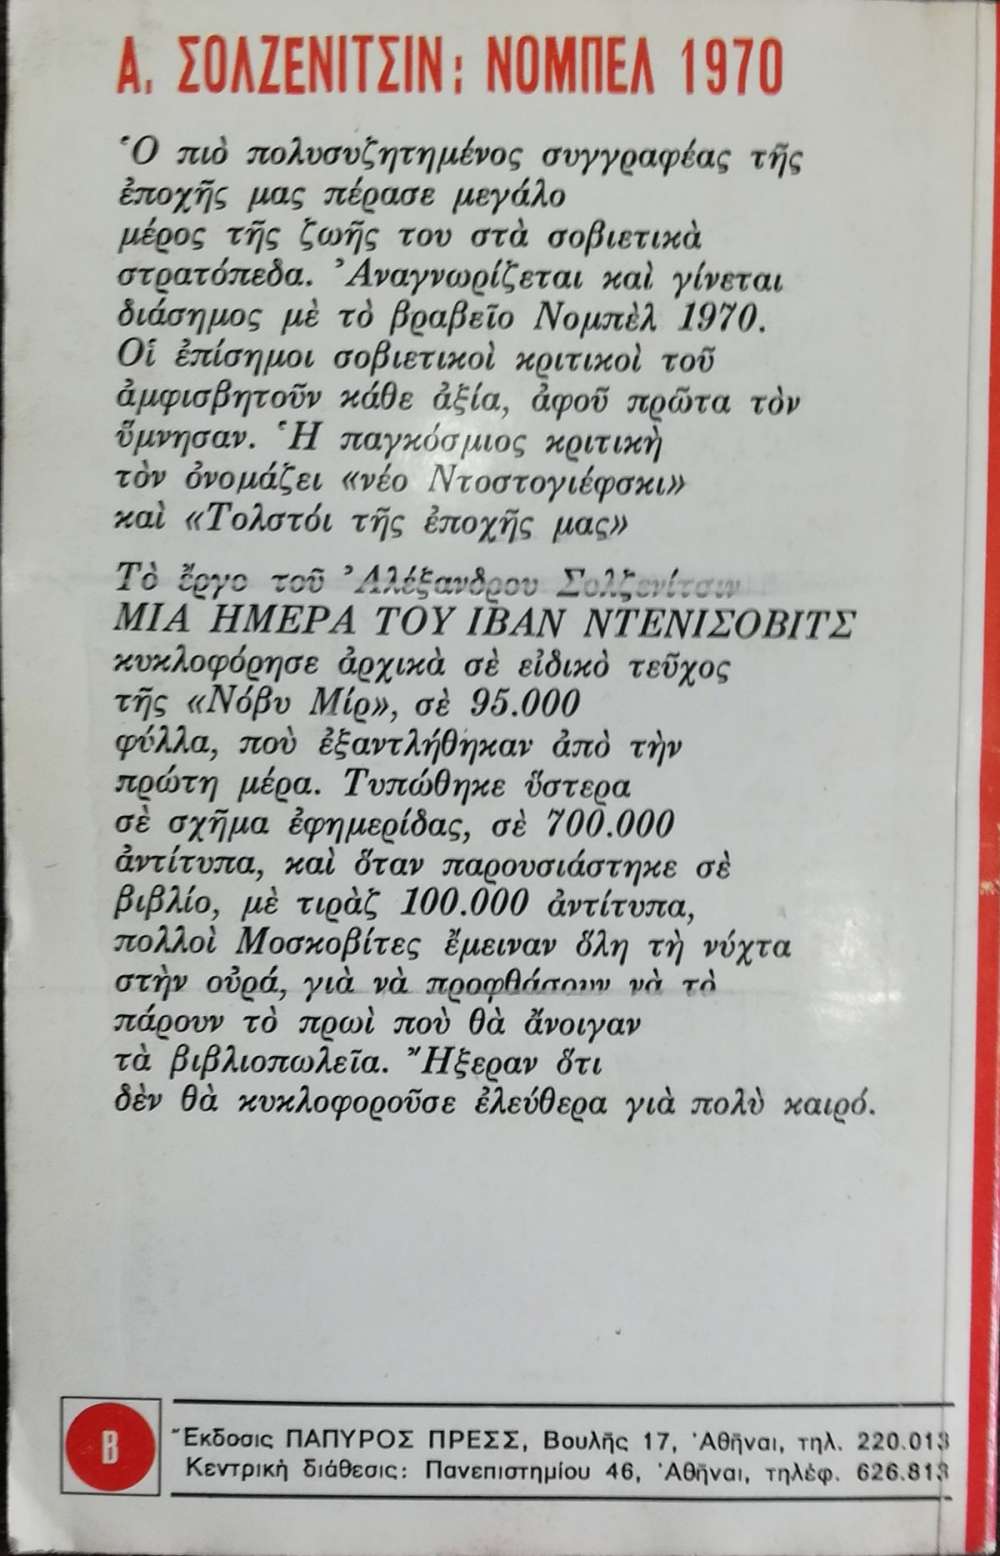 Α. ΣΟΛΖΕΝΙΤΣΙΝ: ΝΟΜΠΕΛ 1970
Ὁ πιὸ πολυσυζητημένος συγγραφέας τῆς
ἐποχῆς μας πέρασε μεγάλο
μέρος τῆς ζωῆς του στὰ σοβιετικὰ
στρατόπεδα. Ἀναγνωρίζεται καὶ γίνεται
διάσημος μὲ τὸ βραβεῖο Νομπὲλ 1970.
Οἱ ἐπίσημοι σοβιετικοὶ κριτικοὶ τοῦ
ἀμφισβητοῦν κάθε ἀξία, ἀφοῦ πρῶτα τὸν
ὕμνησαν. Ἡ παγκόσμιος κριτικὴ
τὸν ὀνομάζει «νέο Ντοστογιέφσκι»
καὶ «Τολστόι τῆς ἐποχῆς μας»
Τὸ ἔργο τοῦ Ἀλέξανδρου Σολζενίτσιν
ΜΙΑ ΗΜΕΡΑ ΤΟΥ ΙΒΑΝ ΝΤΕΝΙΣΟΒΙΤΣ
κυκλοφόρησε ἀρχικὰ σὲ εἰδικὸ τεῦχος
τῆς «Νόβυ Μίρ», σὲ 95.000
φύλλα, ποὺ ἐξαντλήθηκαν ἀπὸ τὴν
πρώτη μέρα. Τυπώθηκε ὕστερα
σὲ σχῆμα ἐφημερίδας, σὲ 700.000
ἀντίτυπα, καὶ ὅταν παρουσιάστηκε σὲ
βιβλίο, μὲ τιρὰζ 100.000 ἀντίτυπα,
πολλοὶ Μοσκοβίτες ἔμειναν ὅλη τὴ νύχτα
στὴν οὐρά, γιὰ νὰ προφθάσουν νὰ τὸ
πάρουν τὸ πρωὶ ποὺ θὰ ἄνοιγαν
τὰ βιβλιοπωλεῖα. Ἤξεραν ὅτι
δὲν θὰ κυκλοφοροῦσε ἐλεύθερα γιὰ πολὺ καιρό.
Β
Ἔκδοσις ΠΑΠΥΡΟΣ ΠΡΕΣΣ, Βουλῆς 17, Ἀθῆναι, τηλ. 220.013
Κεντρικὴ διάθεσις: Πανεπιστημίου 46, Ἀθῆναι, τηλέφ. 626.813